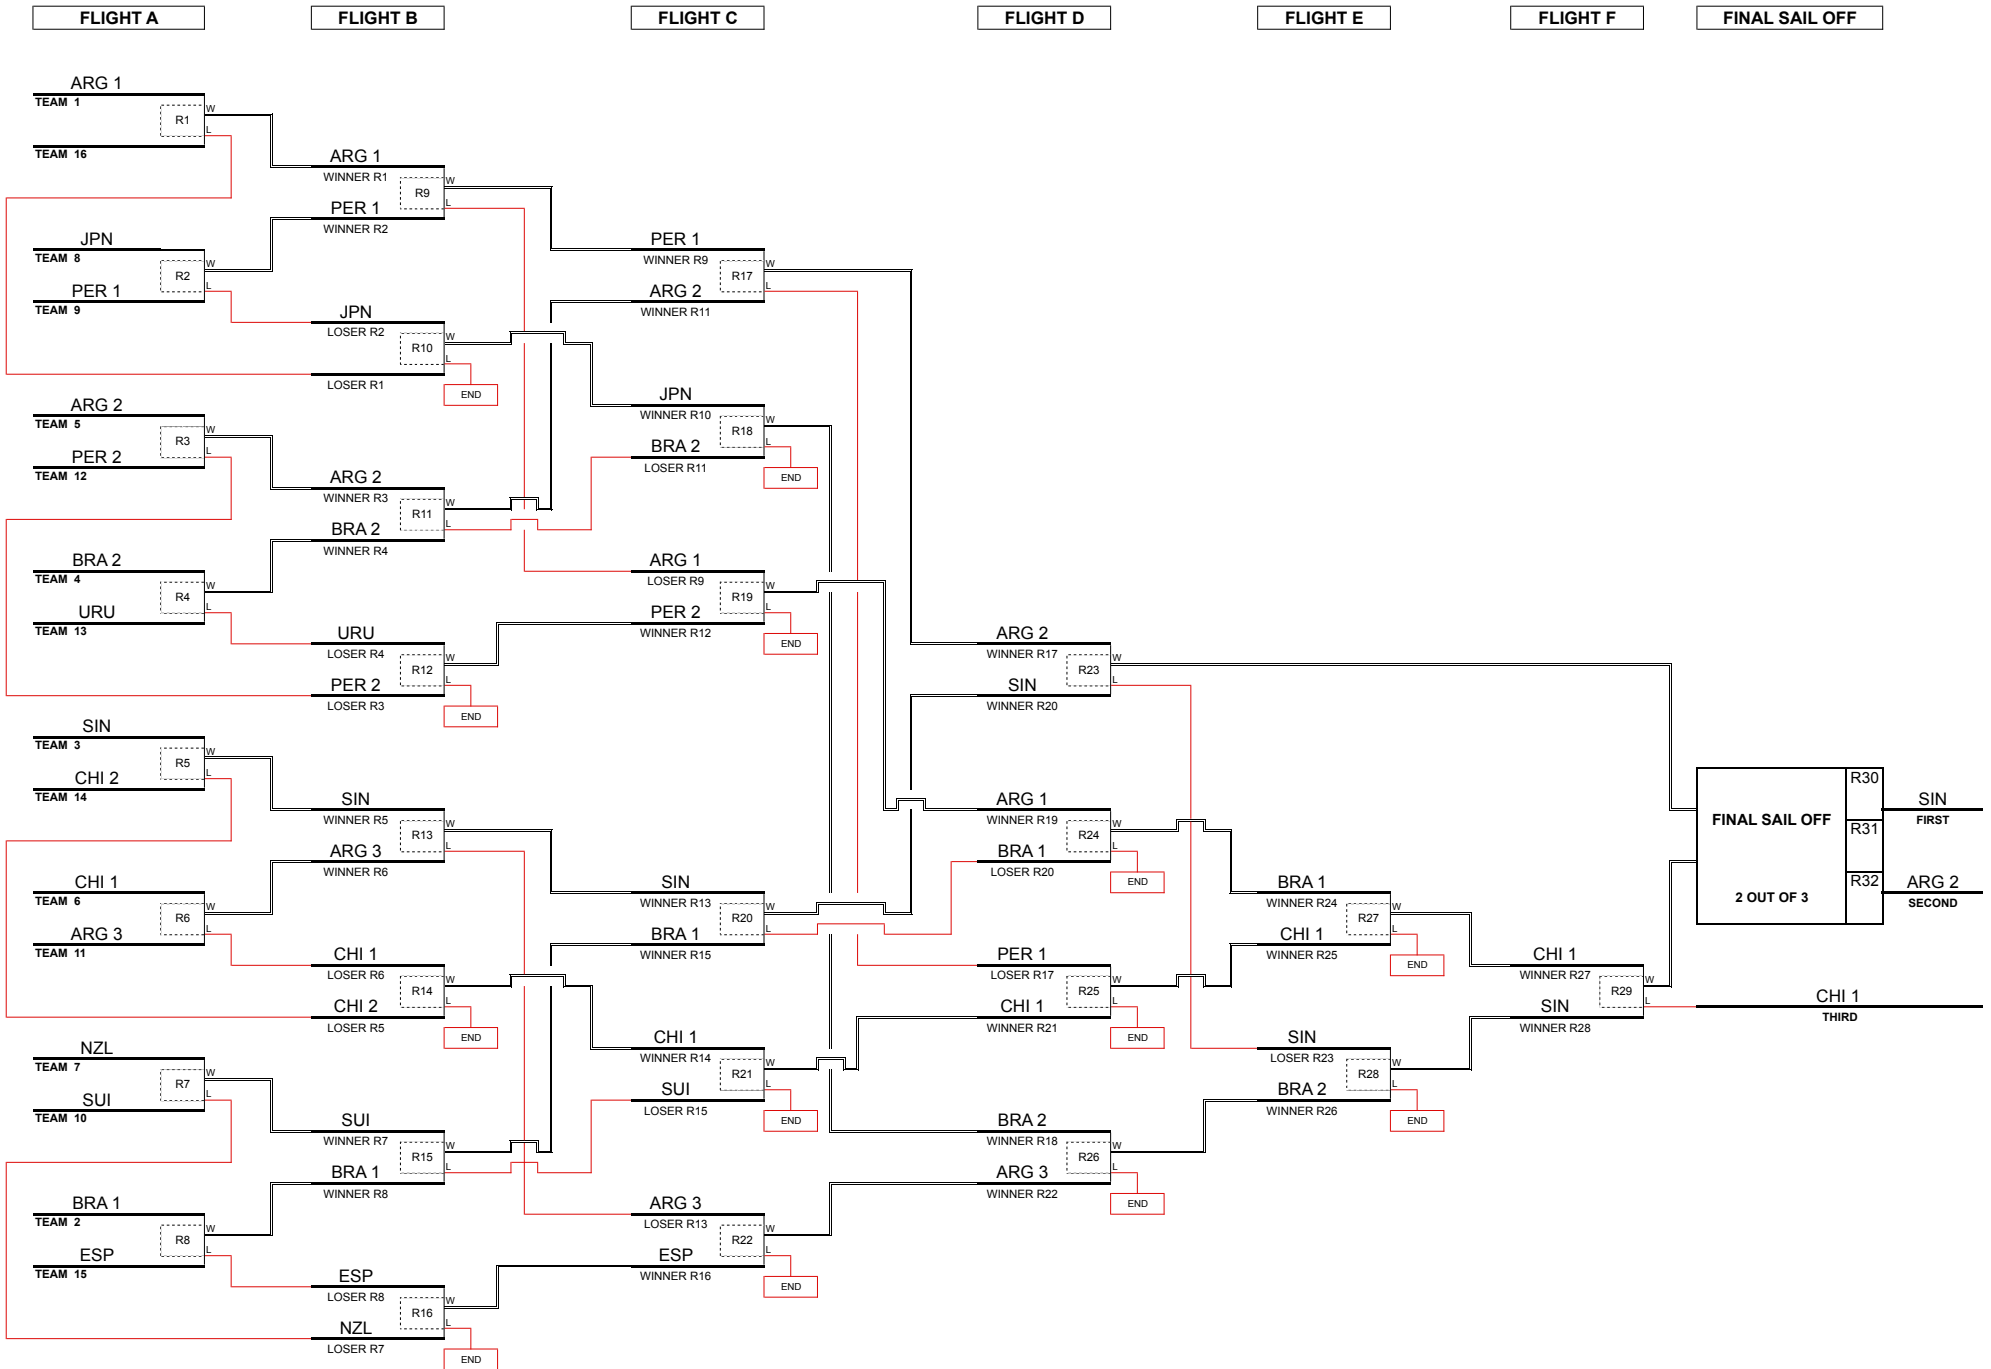 FLIGHT A
FLIGHT B
FLIGHT C
FLIGHT D
FLIGHT E
FLIGHT F
FINAL SAIL OFF
ARG 1
TEAM 1
R1
W
L
TEAM 16
JPN
TEAM 8
R2
W
L
PER 1
TEAM 9
ARG 2
TEAM 5
R3
W
L
PER 2
TEAM 12
BRA 2
TEAM 4
R4
W
L
URU
TEAM 13
SIN
TEAM 3
R5
W
L
CHI 2
TEAM 14
CHI 1
TEAM 6
R6
W
L
ARG 3
TEAM 11
NZL
TEAM 7
R7
W
L
SUI
TEAM 10
BRA 1
TEAM 2
R8
W
L
ESP
TEAM 15
ARG 1
WINNER R1
R9
W
L
PER 1
WINNER R2
JPN
LOSER R2
R10
W
L
LOSER R1
END
ARG 2
WINNER R3
R11
W
L
BRA 2
WINNER R4
URU
LOSER R4
R12
W
L
PER 2
LOSER R3
END
SIN
WINNER R5
R13
W
L
ARG 3
WINNER R6
CHI 1
LOSER R6
R14
W
L
CHI 2
LOSER R5
END
SUI
WINNER R7
R15
W
L
BRA 1
WINNER R8
ESP
LOSER R8
R16
W
L
NZL
LOSER R7
END
PER 1
WINNER R9
R17
W
L
ARG 2
WINNER R11
JPN
WINNER R10
R18
W
L
BRA 2
LOSER R11
END
ARG 1
LOSER R9
R19
W
L
PER 2
WINNER R12
END
SIN
WINNER R13
R20
W
L
BRA 1
WINNER R15
CHI 1
WINNER R14
R21
W
L
SUI
LOSER R15
END
ARG 3
LOSER R13
R22
W
L
ESP
WINNER R16
END
ARG 2
WINNER R17
R23
W
L
SIN
WINNER R20
ARG 1
WINNER R19
R24
W
L
BRA 1
LOSER R20
END
PER 1
LOSER R17
R25
W
L
CHI 1
WINNER R21
END
BRA 2
WINNER R18
R26
W
L
ARG 3
WINNER R22
END
BRA 1
WINNER R24
R27
W
L
CHI 1
WINNER R25
END
SIN
LOSER R23
R28
W
L
BRA 2
WINNER R26
END
CHI 1
WINNER R27
R29
W
L
SIN
WINNER R28
FINAL SAIL OFF
2 OUT OF 3
R30
R31
R32
SIN
FIRST
ARG 2
SECOND
CHI 1
THIRD